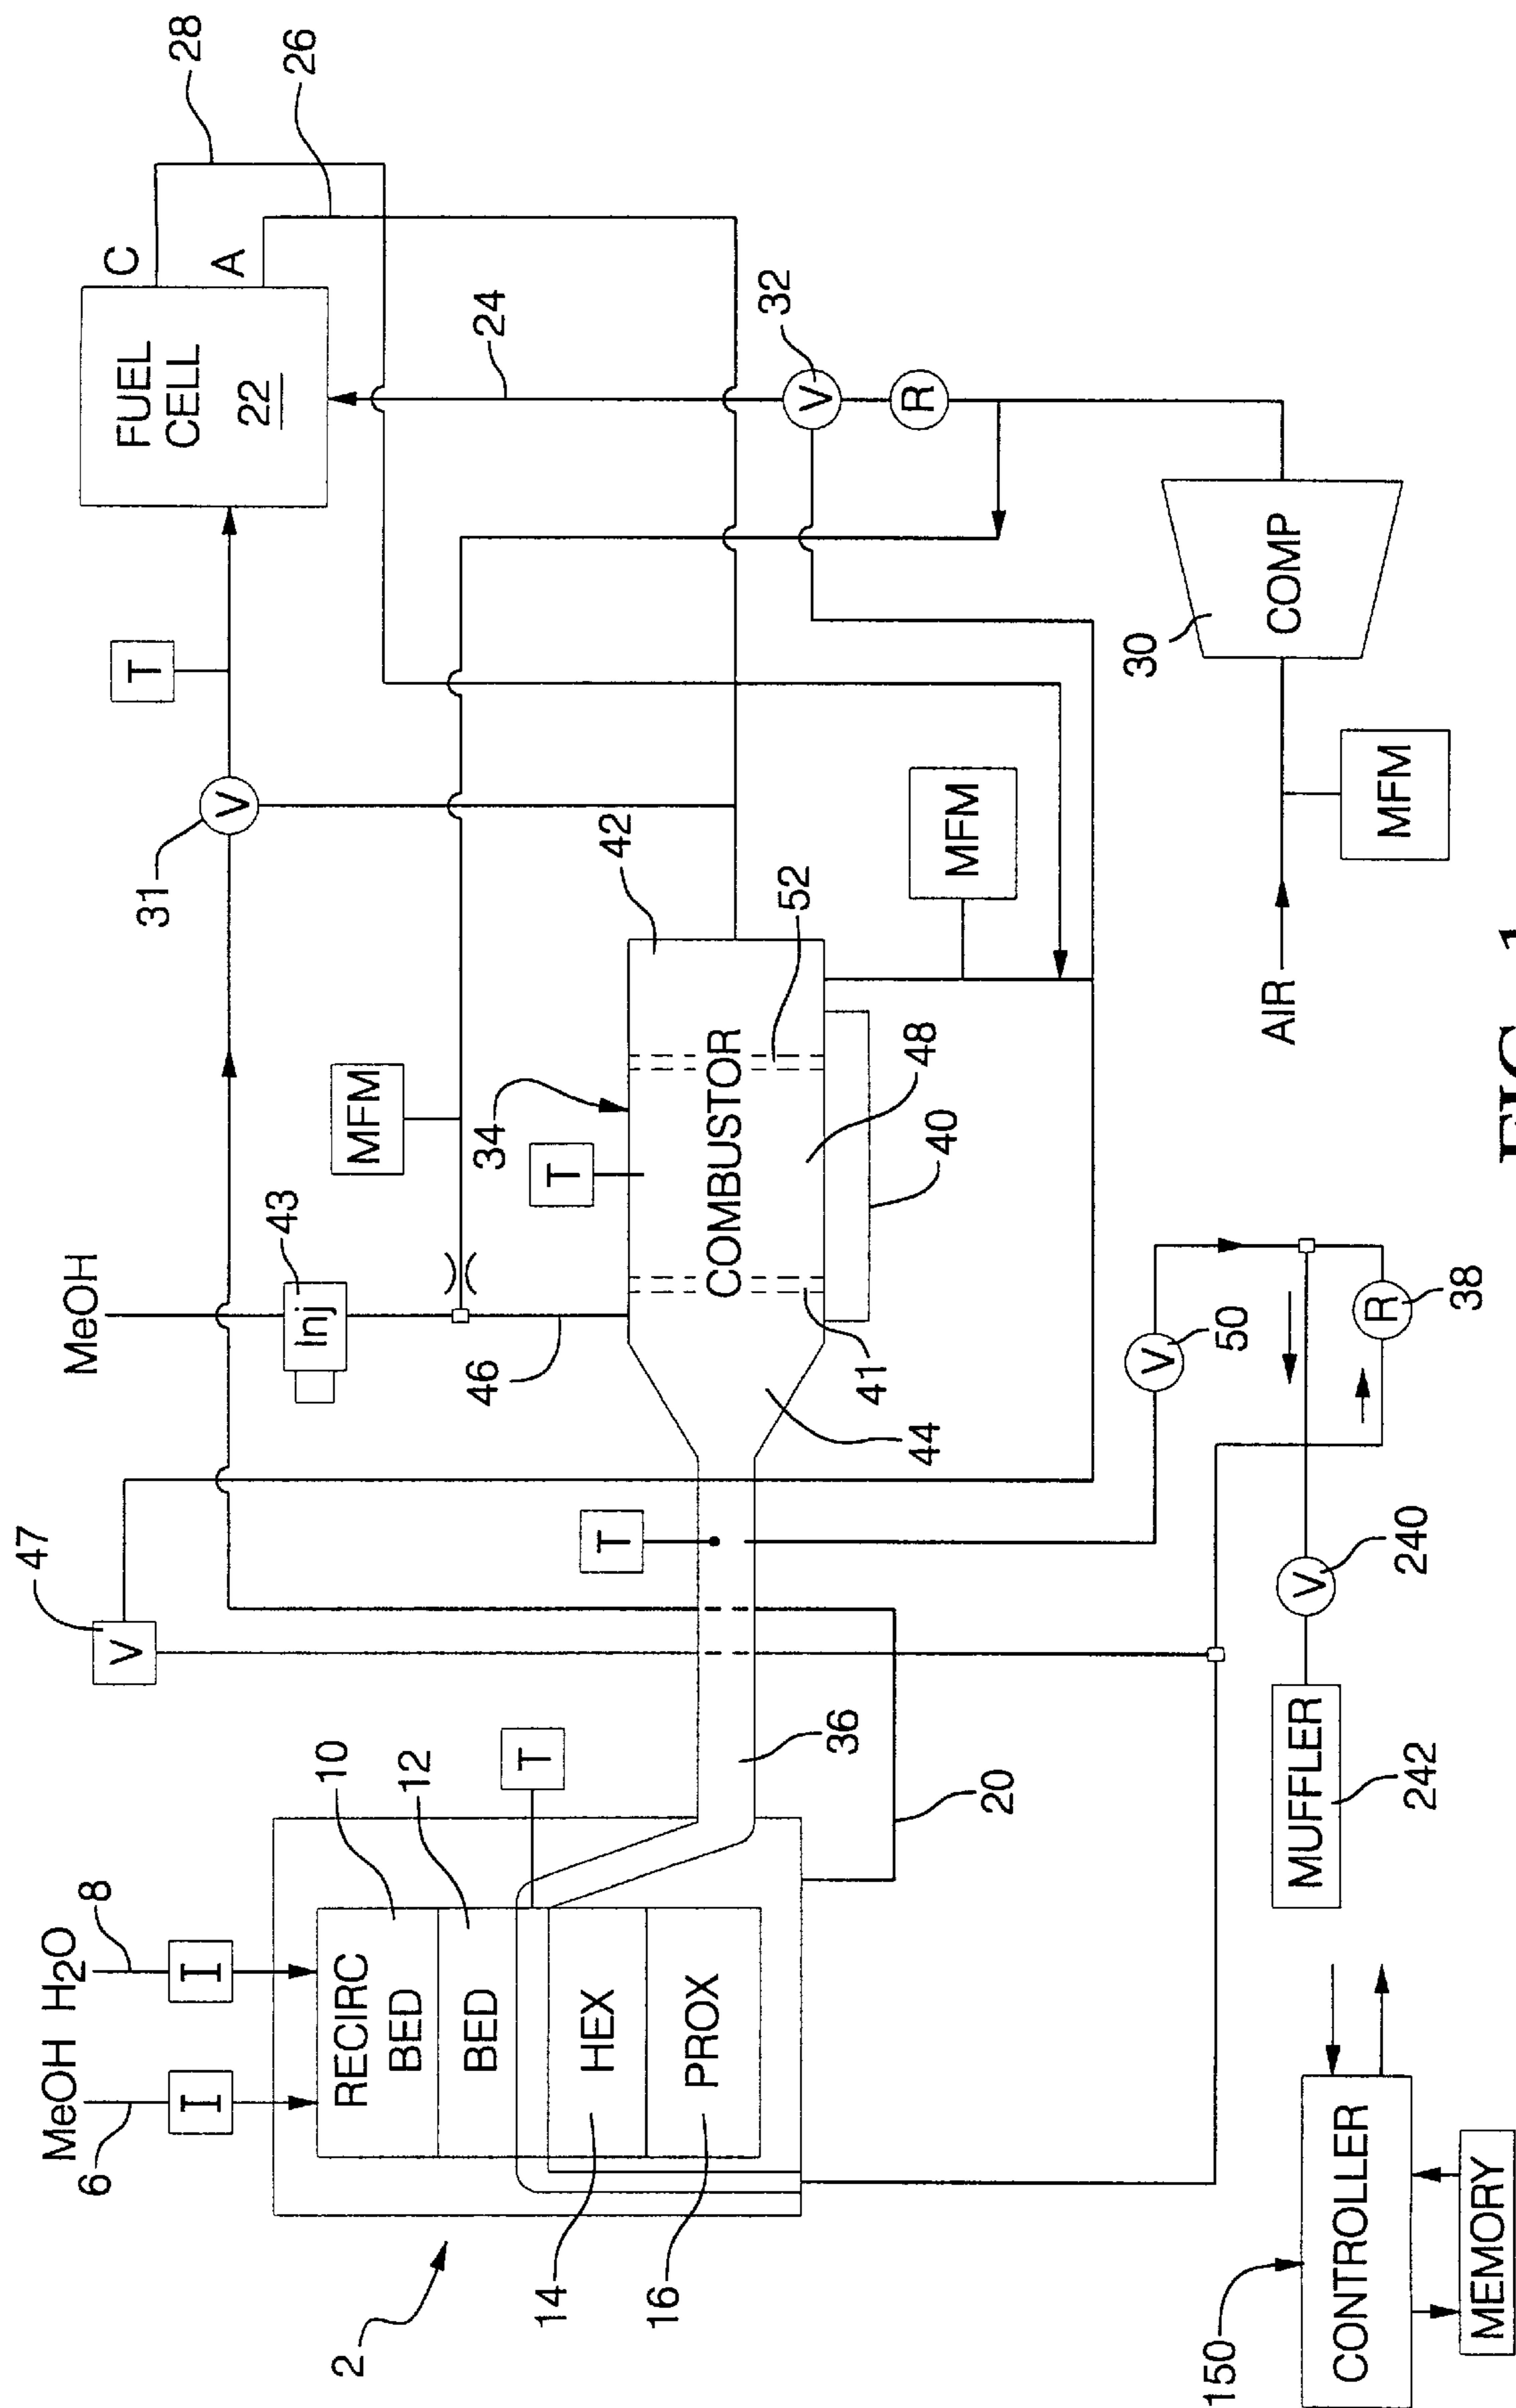 MeOH H2O
6
8
I
I
RECIRC
BED
BED
HEX
PROX
10
12
T
14
16
2
47
V
36
20
T
MeOH
43
Inj
46
MFM
34
T
COMBUSTOR
42
52
48
40
41
44
MFM
31
V
T
FUEL
CELL
22
C
A
28
26
24
32
V
R
30
COMP
AIR
MFM
V
50
R
38
V
240
MUFFLER
242
150
CONTROLLER
MEMORY
FIG. 1